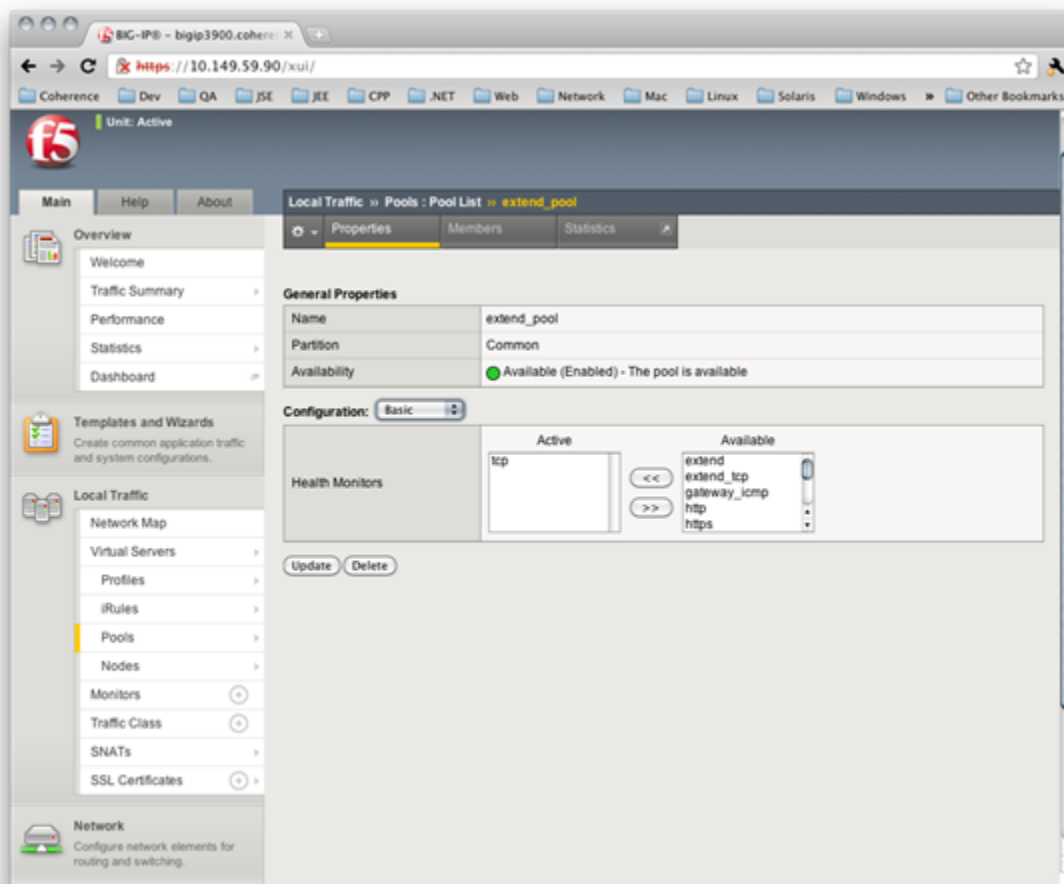 BIG-IP® - bigip3900.cohere
https://10.149.59.90/xui/
Coherence Dev QA JSE JEE CPP .NET Web Network Mac Linux Solaris Windows » Other Bookmarks
f5
Unit: Active
Main Help About
Local Traffic » Pools : Pool List » extend_pool
Properties Members Statistics
Overview
Welcome
Traffic Summary
Performance
Statistics
Dashboard
Templates and Wizards
Create common application traffic
and system configurations.
Local Traffic
Network Map
Virtual Servers
Profiles
iRules
Pools
Nodes
Monitors
Traffic Class
SNATs
SSL Certificates
Network
Configure network elements for
routing and switching.
General Properties
Name extend_pool
Partition Common
Availability Available (Enabled) - The pool is available
Configuration: Basic
Health Monitors
Active
tcp
<<
>>
Available
extend
extend_tcp
gateway_icmp
http
https
Update Delete